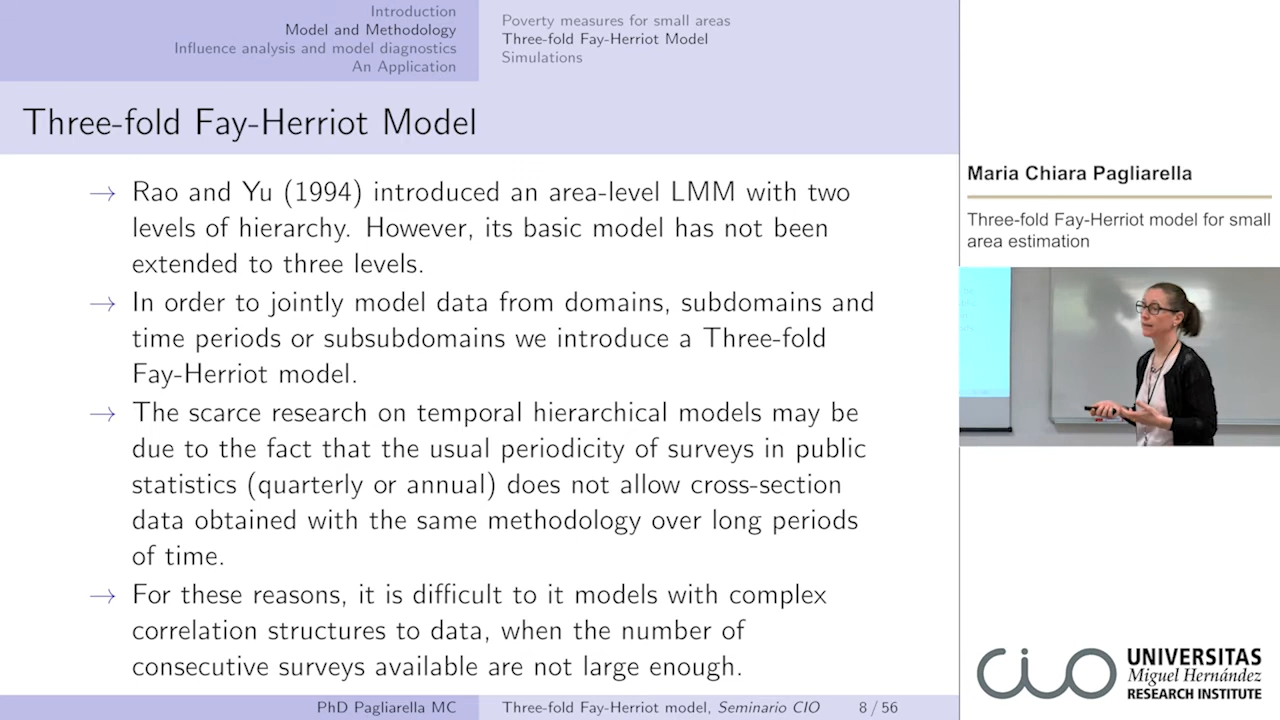 Introduction
Model and Methodology
Influence analysis and model diagnostics
An Application
Poverty measures for small areas
Three-fold Fay-Herriot Model
Simulations
Three-fold Fay-Herriot Model
→ Rao and Yu (1994) introduced an area-level LMM with two
levels of hierarchy. However, its basic model has not been
extended to three levels.
→ In order to jointly model data from domains, subdomains and
time periods or subsubdomains we introduce a Three-fold
Fay-Herriot model.
→ The scarce research on temporal hierarchical models may be
due to the fact that the usual periodicity of surveys in public
statistics (quarterly or annual) does not allow cross-section
data obtained with the same methodology over long periods
of time.
→ For these reasons, it is difficult to it models with complex
correlation structures to data, when the number of
consecutive surveys available are not large enough.
PhD Pagliarella MC
Three-fold Fay-Herriot model, Seminario CIO
8 / 56
Maria Chiara Pagliarella
Three-fold Fay-Herriot model for small
area estimation
CIO
UNIVERSITAS
Miguel Hernández
RESEARCH INSTITUTE